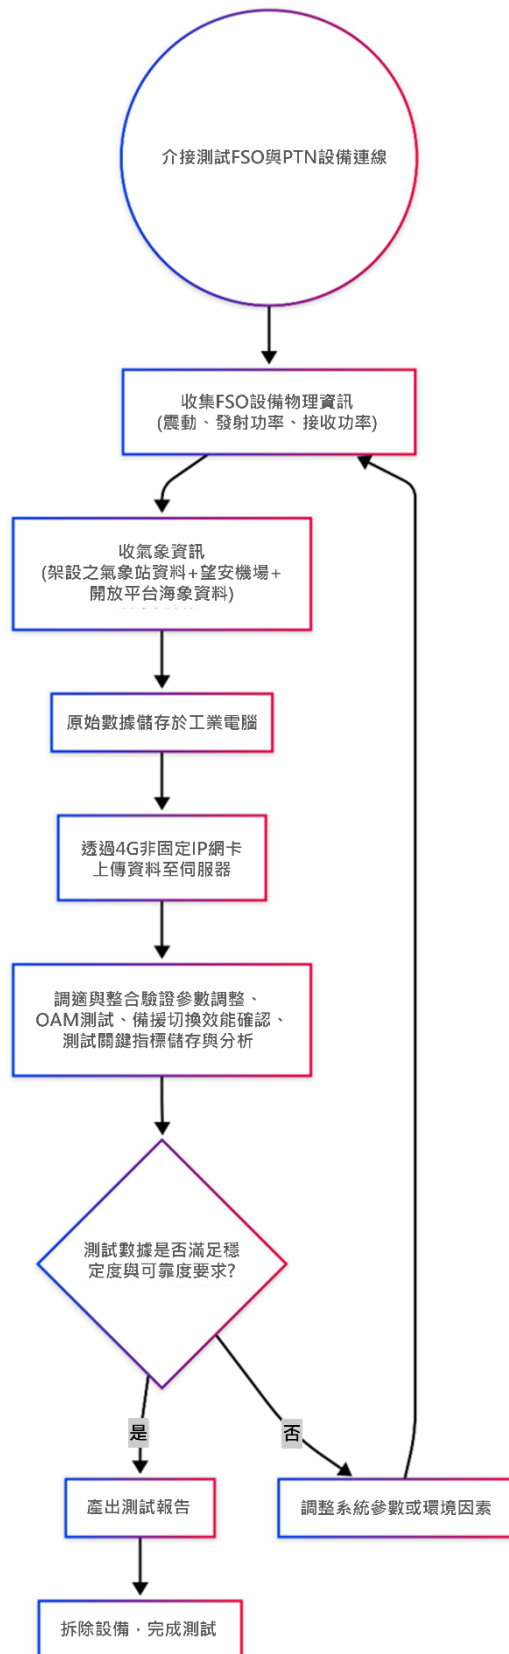 介接測試FSO與PTN設備連線
收集FSO設備物理資訊
(震動、發射功率、接收功率)
收氣象資訊
(架設之氣象站資料+望安機場+
開放平台海象資料)
原始數據儲存於工業電腦
透過4G非固定IP網卡
上傳資料至伺服器
調適與整合驗證參數調整、
OAM測試、備援切換效能確認、
測試關鍵指標儲存與分析
測試數據是否滿足穩
定度與可靠度要求?
是
否
產出測試報告
調整系統參數或環境因素
拆除設備，完成測試